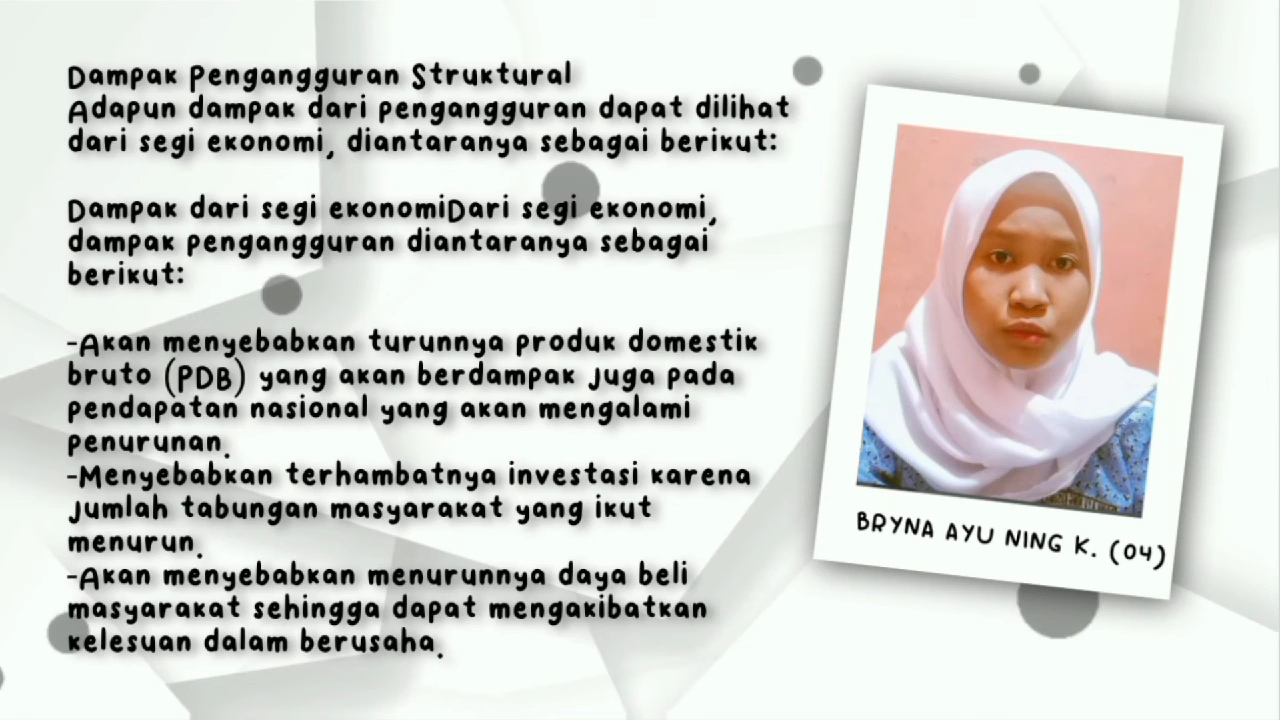 Dampak Pengangguran Struktural
Adapun dampak dari pengangguran dapat dilihat
dari segi ekonomi, diantaranya sebagai berikut:
Dampak dari segi ekonomiDari segi ekonomi,
dampak pengangguran diantaranya sebagai
berikut:
-Akan menyebabkan turunnya produk domestik
bruto (PDB) yang akan berdampak juga pada
pendapatan nasional yang akan mengalami
penurunan.
-Menyebabkan terhambatnya investasi karena
jumlah tabungan masyarakat yang ikut
menurun.
-Akan menyebabkan menurunnya daya beli
masyarakat sehingga dapat mengakibatkan
kelesuan dalam berusaha.
BRYNA AYU NING K. (04)